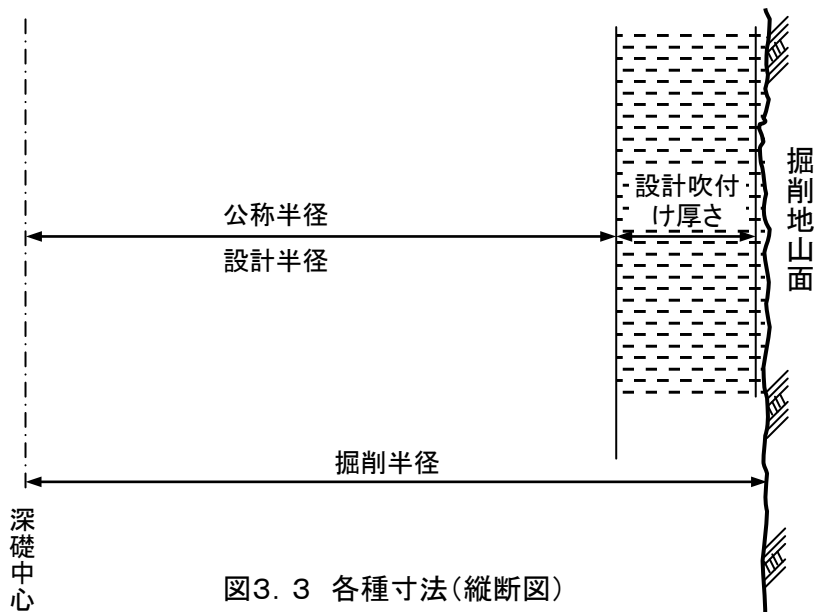 設計吹付
け厚さ
掘削地山面
公称半径
設計半径
掘削半径
深礎中心
図3．3 各種寸法（縦断図）